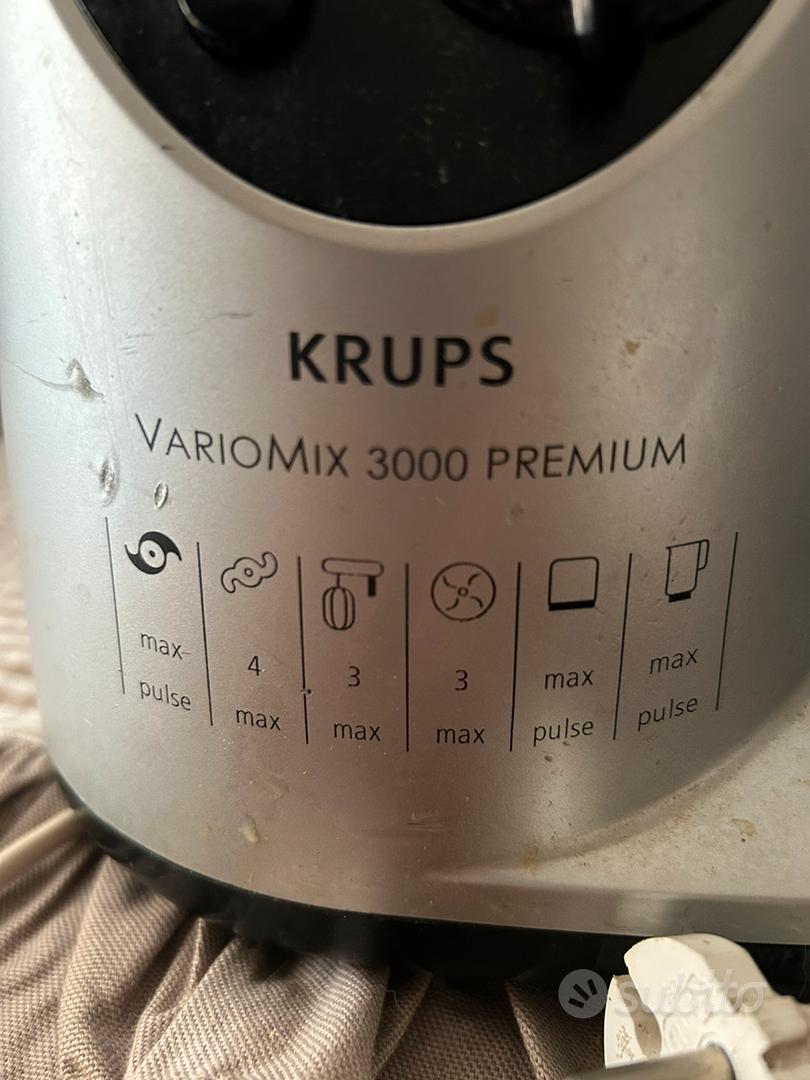 KRUPS
VARIOMIX 3000 PREMIUM
max 4 3 3 max max
pulse max max max pulse pulse
subito